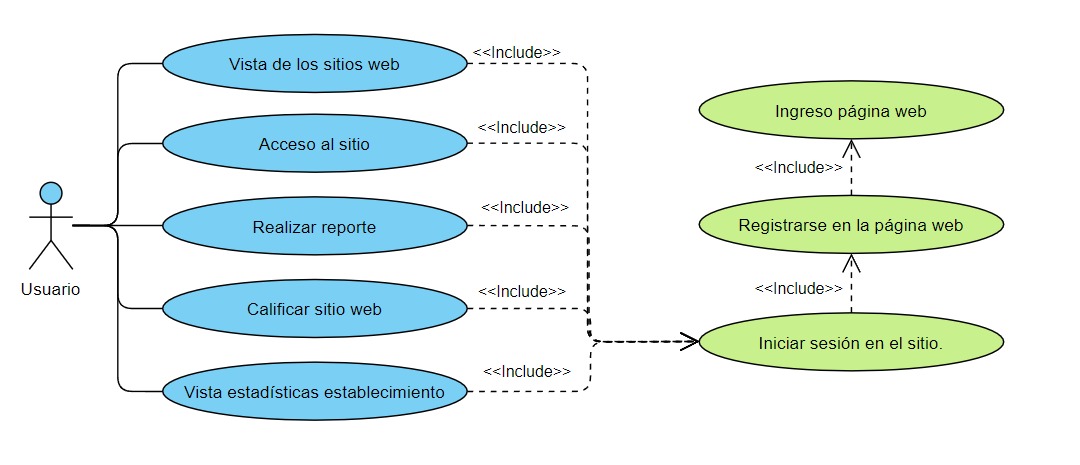 Vista de los sitios web
<<Include>>
Acceso al sitio
<<Include>>
Realizar reporte
<<Include>>
Calificar sitio web
<<Include>>
Vista estadísticas establecimiento
<<Include>>
Usuario
Ingreso página web
<<Include>>
Registrarse en la página web
<<Include>>
Iniciar sesión en el sitio.